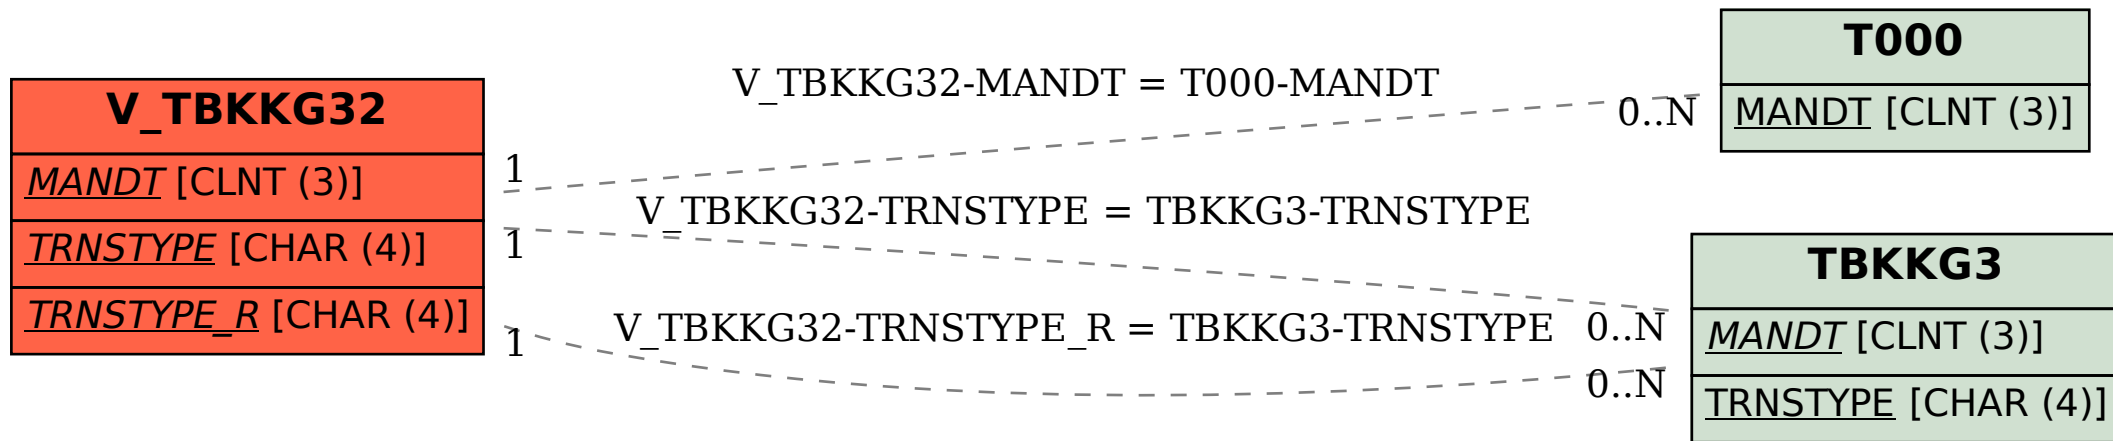 V_TBKKG32
MANDT [CLNT (3)]
TRNSTYPE [CHAR (4)]
TRNSTYPE_R [CHAR (4)]
V_TBKKG32-MANDT = T000-MANDT
1
0..N
V_TBKKG32-TRNSTYPE = TBKKG3-TRNSTYPE
1
0..N
V_TBKKG32-TRNSTYPE_R = TBKKG3-TRNSTYPE
1
0..N
T000
MANDT [CLNT (3)]
TBKKG3
MANDT [CLNT (3)]
TRNSTYPE [CHAR (4)]